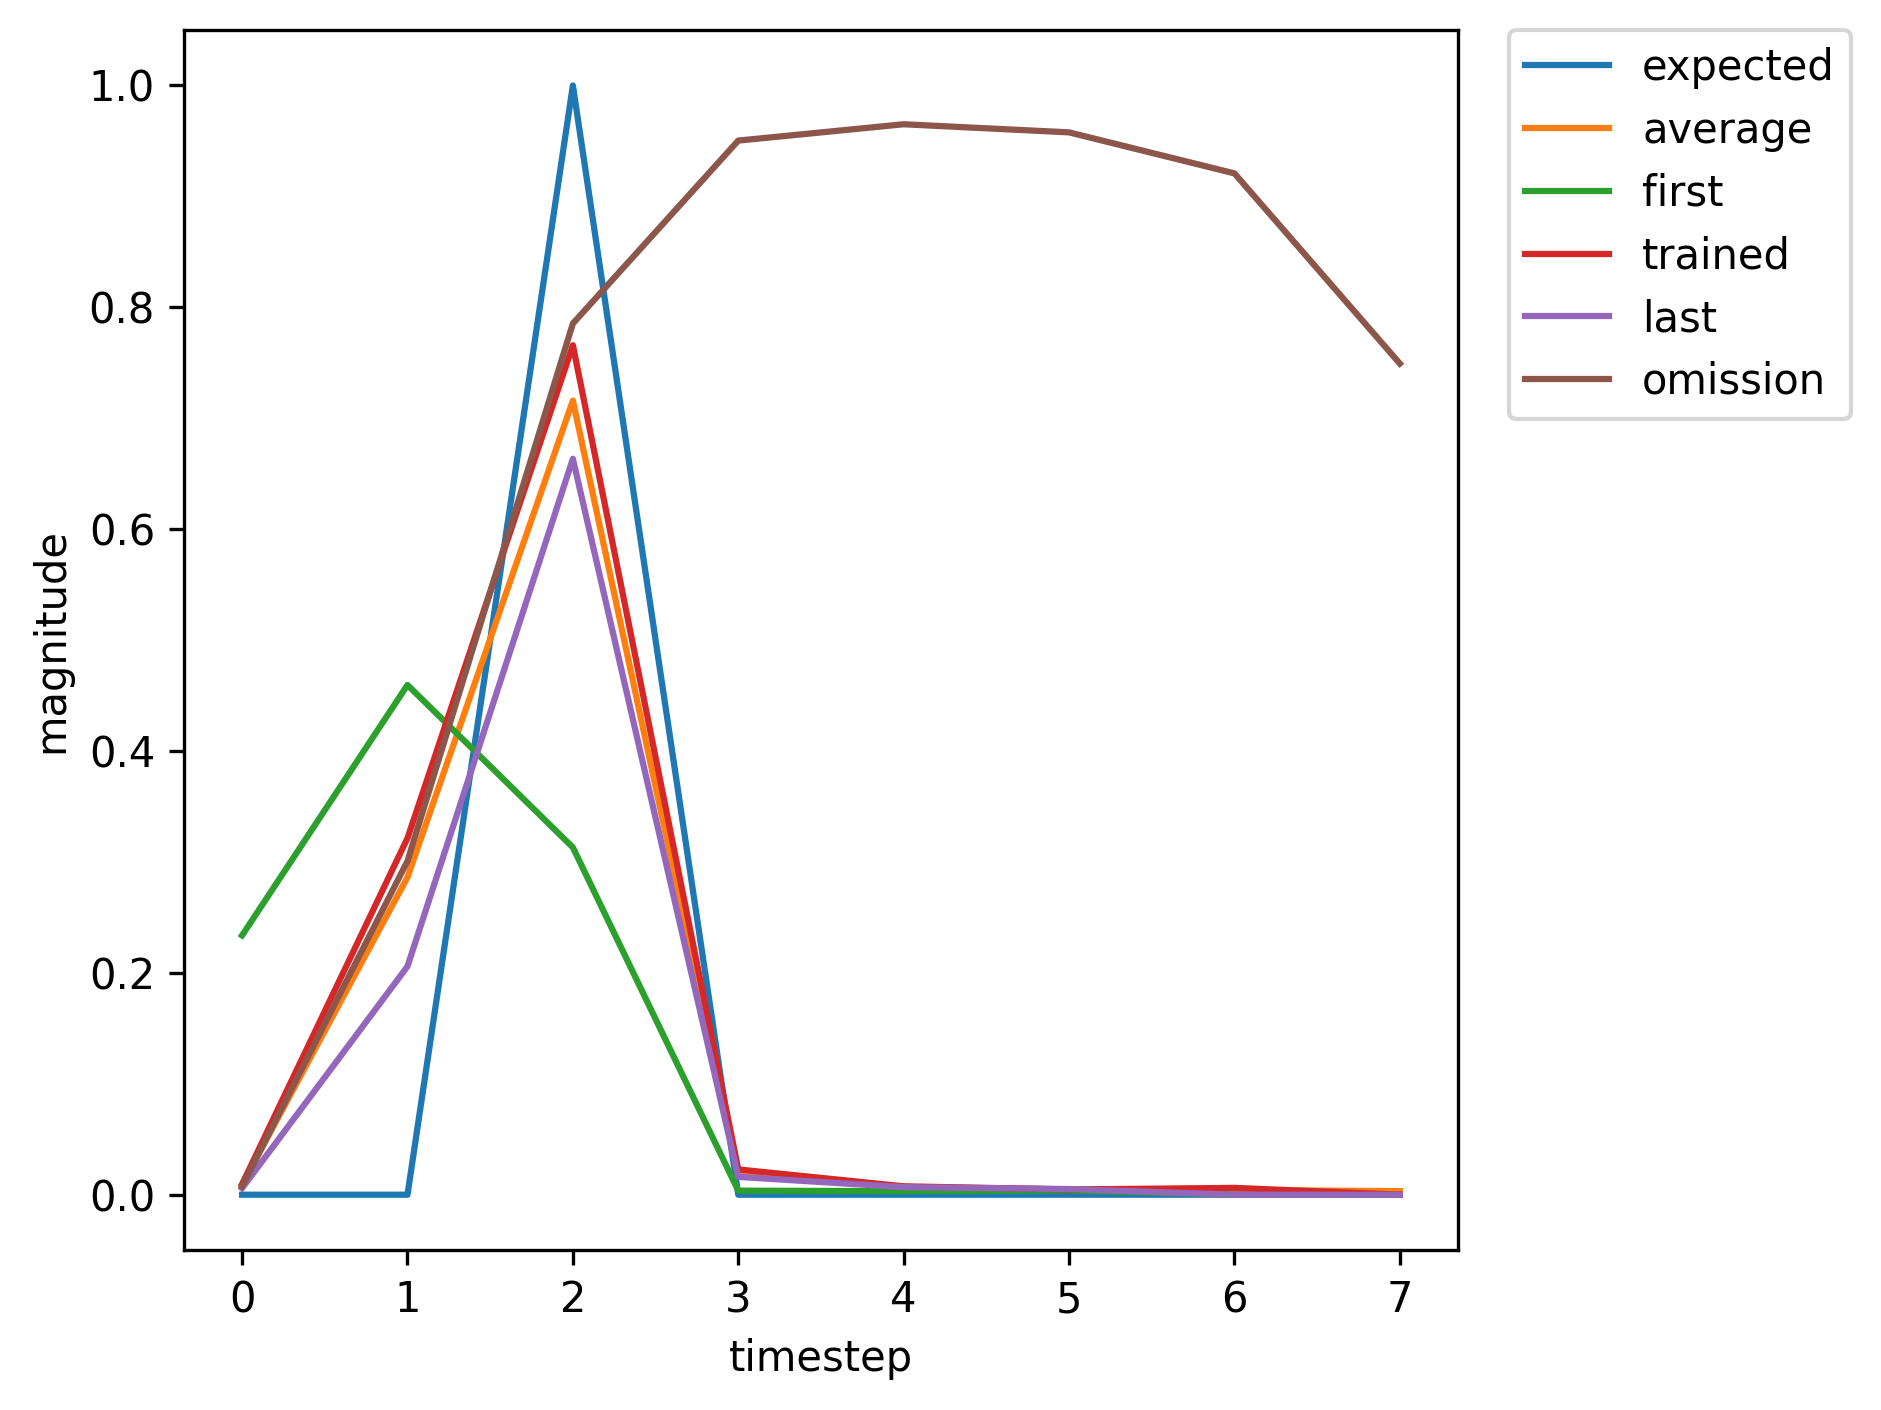 1.0
0.8
0.6
0.4
0.2
0.0
magnitude
0 1 2 3 4 5 6 7
timestep
expected
average
first
trained
last
omission